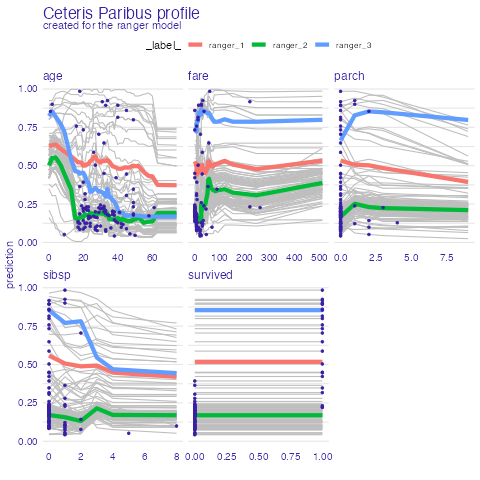 Ceteris Paribus profile
created for the ranger model
_label_ ranger_1 ranger_2 ranger_3
age fare parch
1.00
0.75
0.50
0.25
0.00
0 20 40 60 0 100 200 300 400 500 0.0 2.5 5.0 7.5
prediction
sibsp survived
1.00
0.75
0.50
0.25
0.00
0 2 4 6 8 0.00 0.25 0.50 0.75 1.00